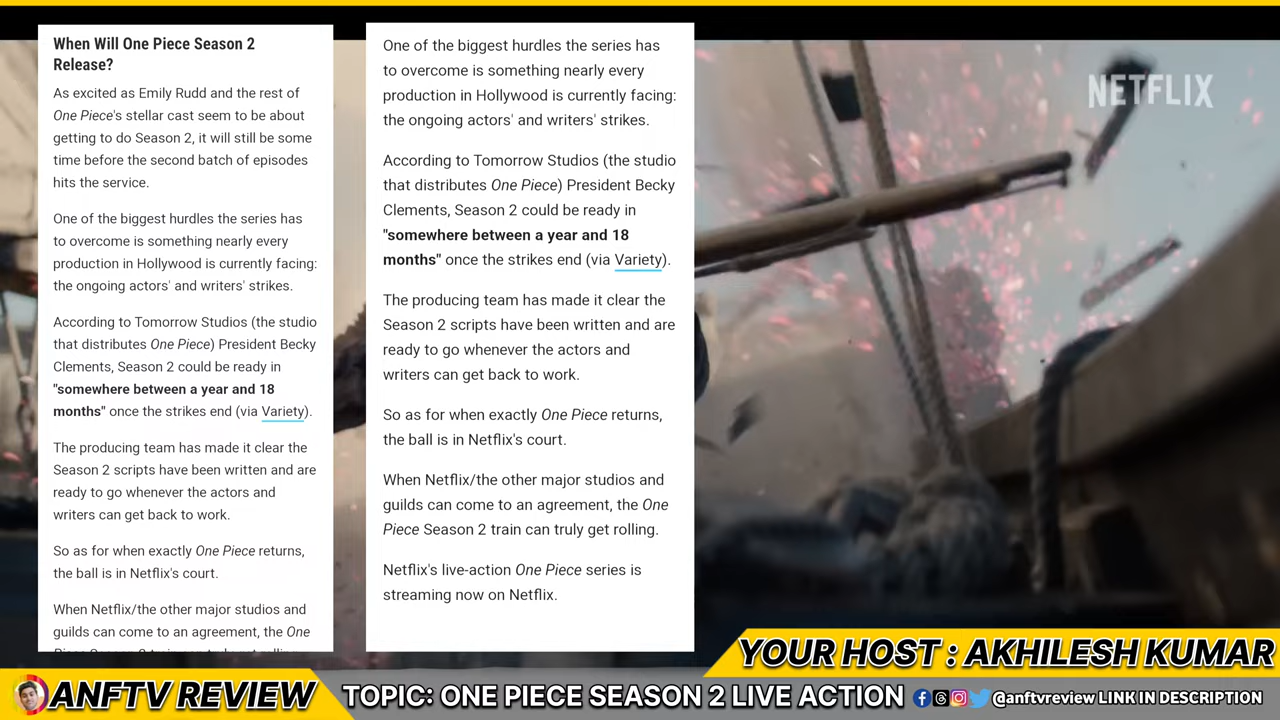 When Will One Piece Season 2
Release?
As excited as Emily Rudd and the rest of
One Piece's stellar cast seem to be about
getting to do Season 2, it will still be some
time before the second batch of episodes
hits the service.
One of the biggest hurdles the series has
to overcome is something nearly every
production in Hollywood is currently facing:
the ongoing actors' and writers' strikes.
According to Tomorrow Studios (the studio
that distributes One Piece) President Becky
Clements, Season 2 could be ready in
"somewhere between a year and 18
months" once the strikes end (via Variety).
The producing team has made it clear the
Season 2 scripts have been written and are
ready to go whenever the actors and
writers can get back to work.
So as for when exactly One Piece returns,
the ball is in Netflix's court.
When Netflix/the other major studios and
guilds can come to an agreement, the One
One of the biggest hurdles the series has
to overcome is something nearly every
production in Hollywood is currently facing:
the ongoing actors' and writers' strikes.
According to Tomorrow Studios (the studio
that distributes One Piece) President Becky
Clements, Season 2 could be ready in
"somewhere between a year and 18
months" once the strikes end (via Variety).
The producing team has made it clear the
Season 2 scripts have been written and are
ready to go whenever the actors and
writers can get back to work.
So as for when exactly One Piece returns,
the ball is in Netflix's court.
When Netflix/the other major studios and
guilds can come to an agreement, the One
Piece Season 2 train can truly get rolling.
Netflix's live-action One Piece series is
streaming now on Netflix.
NETFLIX
YOUR HOST : AKHILESH KUMAR
ANFTV REVIEW
TOPIC: ONE PIECE SEASON 2 LIVE ACTION
@anftvreview LINK IN DESCRIPTION